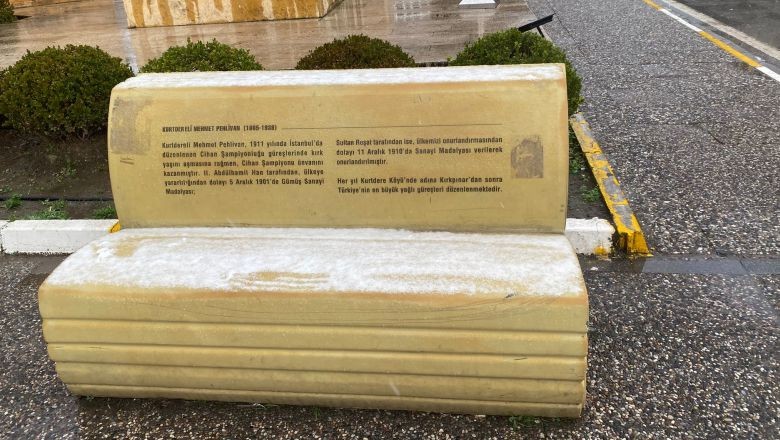 KURTDERELİ MEHMET PEHLİVAN (1865-1939)
Kurtdereli Mehmet Pehlivan, 1911 yılında İstanbul'da
düzenlenen Cihan Şampiyonluğu güreşlerinde kırk
yaşını aşmasına rağmen, Cihan Şampiyonu ünvanını
kazanmıştır. II. Abdülhamit Han tarafından, ülkeye
yararlılığından dolayı 5 Aralık 1901'de Gümüş Sanayi
Madalyası;
Sultan Reşat tarafından ise, ülkemizi onurlandırmasından
dolayı 11 Aralık 1910'da Sanayi Madalyası verilerek
onurlandırılmıştır.
Her yıl Kurtdere Köyü'nde adına Kırkpınar'dan sonra
Türkiye'nin en büyük yağlı güreşleri düzenlenmektedir.